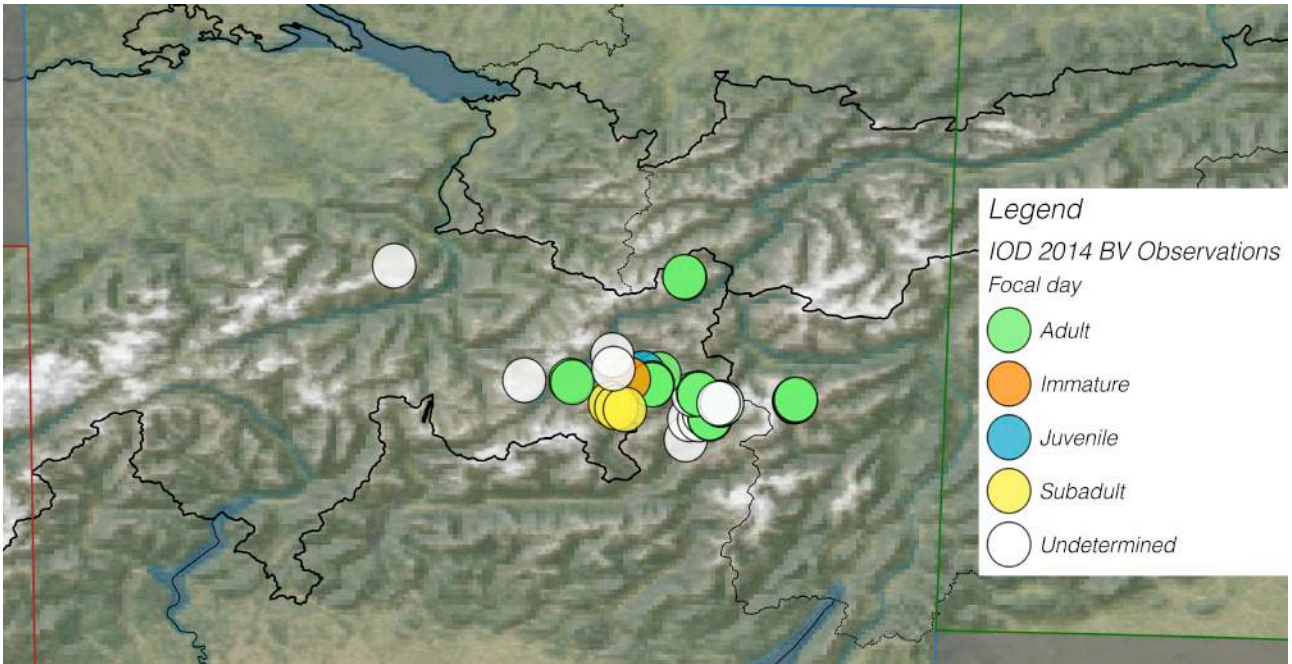 Legend
IOD 2014 BV Observations
Focal day
Adult
Immature
Juvenile
Subadult
Undetermined